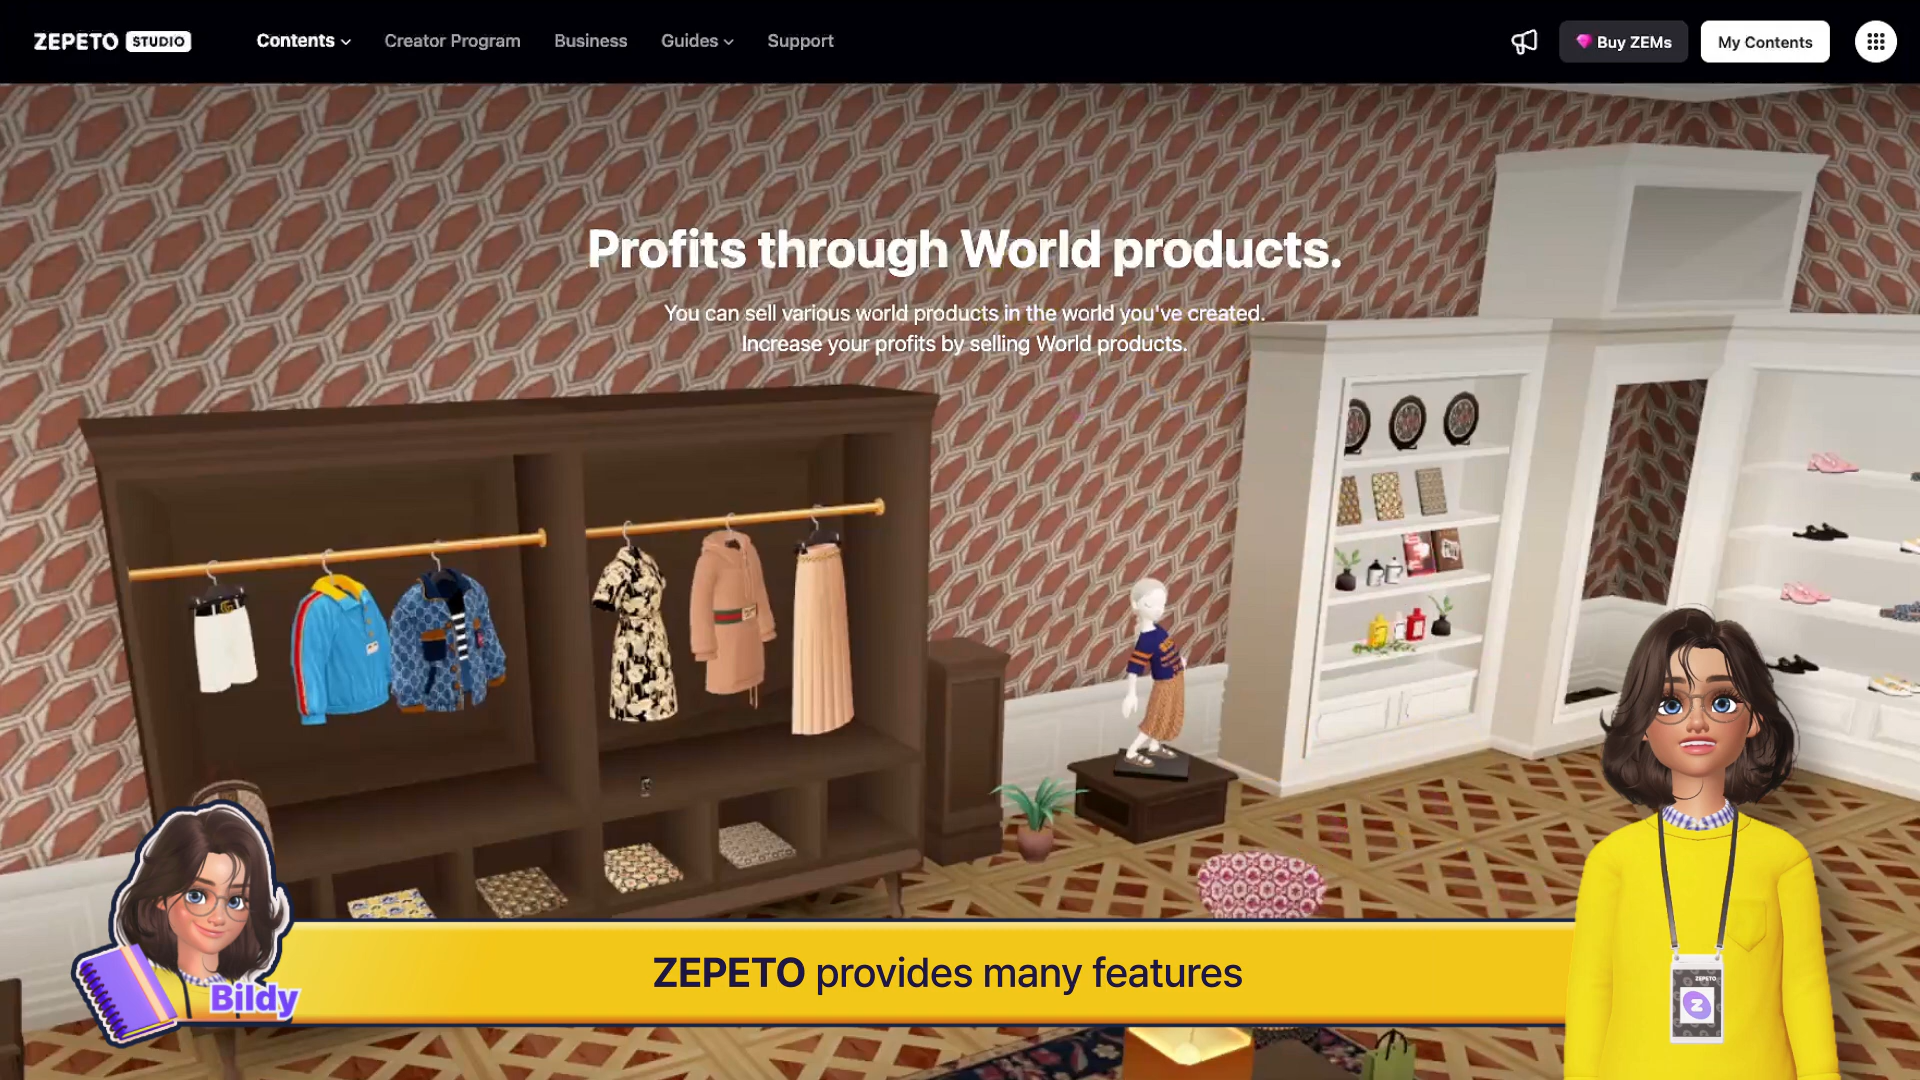 ZEPETO STUDIO
Contents
Creator Program
Business
Guides
Support
Buy ZEMs
My Contents
Profits through World products.
You can sell various world products in the world you've created.
Increase your profits by selling World products.
ZEPETO provides many features
Bildy
ZEPETO